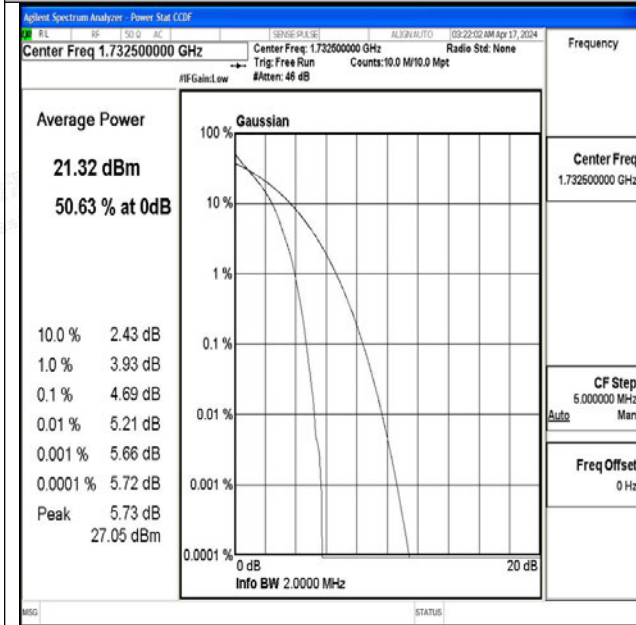 Agilent Spectrum Analyzer - Power Stat CCDF
RL RF 50 Ω AC SENSE:PULSE ALIGNAUTO 03:22:02 AM Apr 17, 2024
Center Freq 1.732500000 GHz
Center Freq: 1.732500000 GHz Radio Std: None
Trig: Free Run Counts:10.0 M/10.0 Mpt
#IFGain:Low #Atten: 46 dB
Frequency
Average Power
21.32 dBm
50.63 % at 0dB
10.0 % 2.43 dB
1.0 % 3.93 dB
0.1 % 4.69 dB
0.01 % 5.21 dB
0.001 % 5.66 dB
0.0001 % 5.72 dB
Peak 5.73 dB
27.05 dBm
Gaussian
100 %
10 %
1 %
0.1 %
0.01 %
0.001 %
0.0001 %
0 dB 20 dB
Info BW 2.0000 MHz
Center Freq
1.732500000 GHz
CF Step
5.000000 MHz
Auto Man
Freq Offset
0 Hz
MSG STATUS